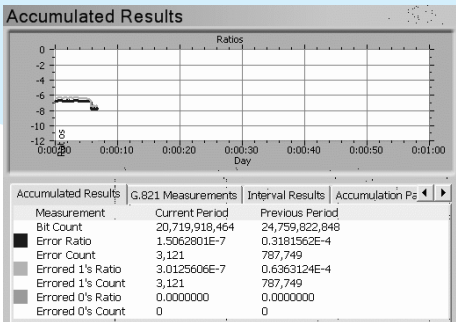 Accumulated Results
Ratios
0
-2
-4
-6
-8
-10
-12
0:00:00 0:00:10 0:00:20 0:00:30 0:00:40 0:00:50 0:01:00
Day
Accumulated Results G.821 Measurements Interval Results Accumulation Pa
Measurement Current Period Previous Period
Bit Count 20,719,918,464 24,759,822,848
Error Ratio 1.5062801E-7 0.3181562E-4
Error Count 3,121 787,749
Errored 1's Ratio 3.0125606E-7 0.6363124E-4
Errored 1's Count 3,121 787,749
Errored 0's Ratio 0.0000000 0.0000000
Errored 0's Count 0 0